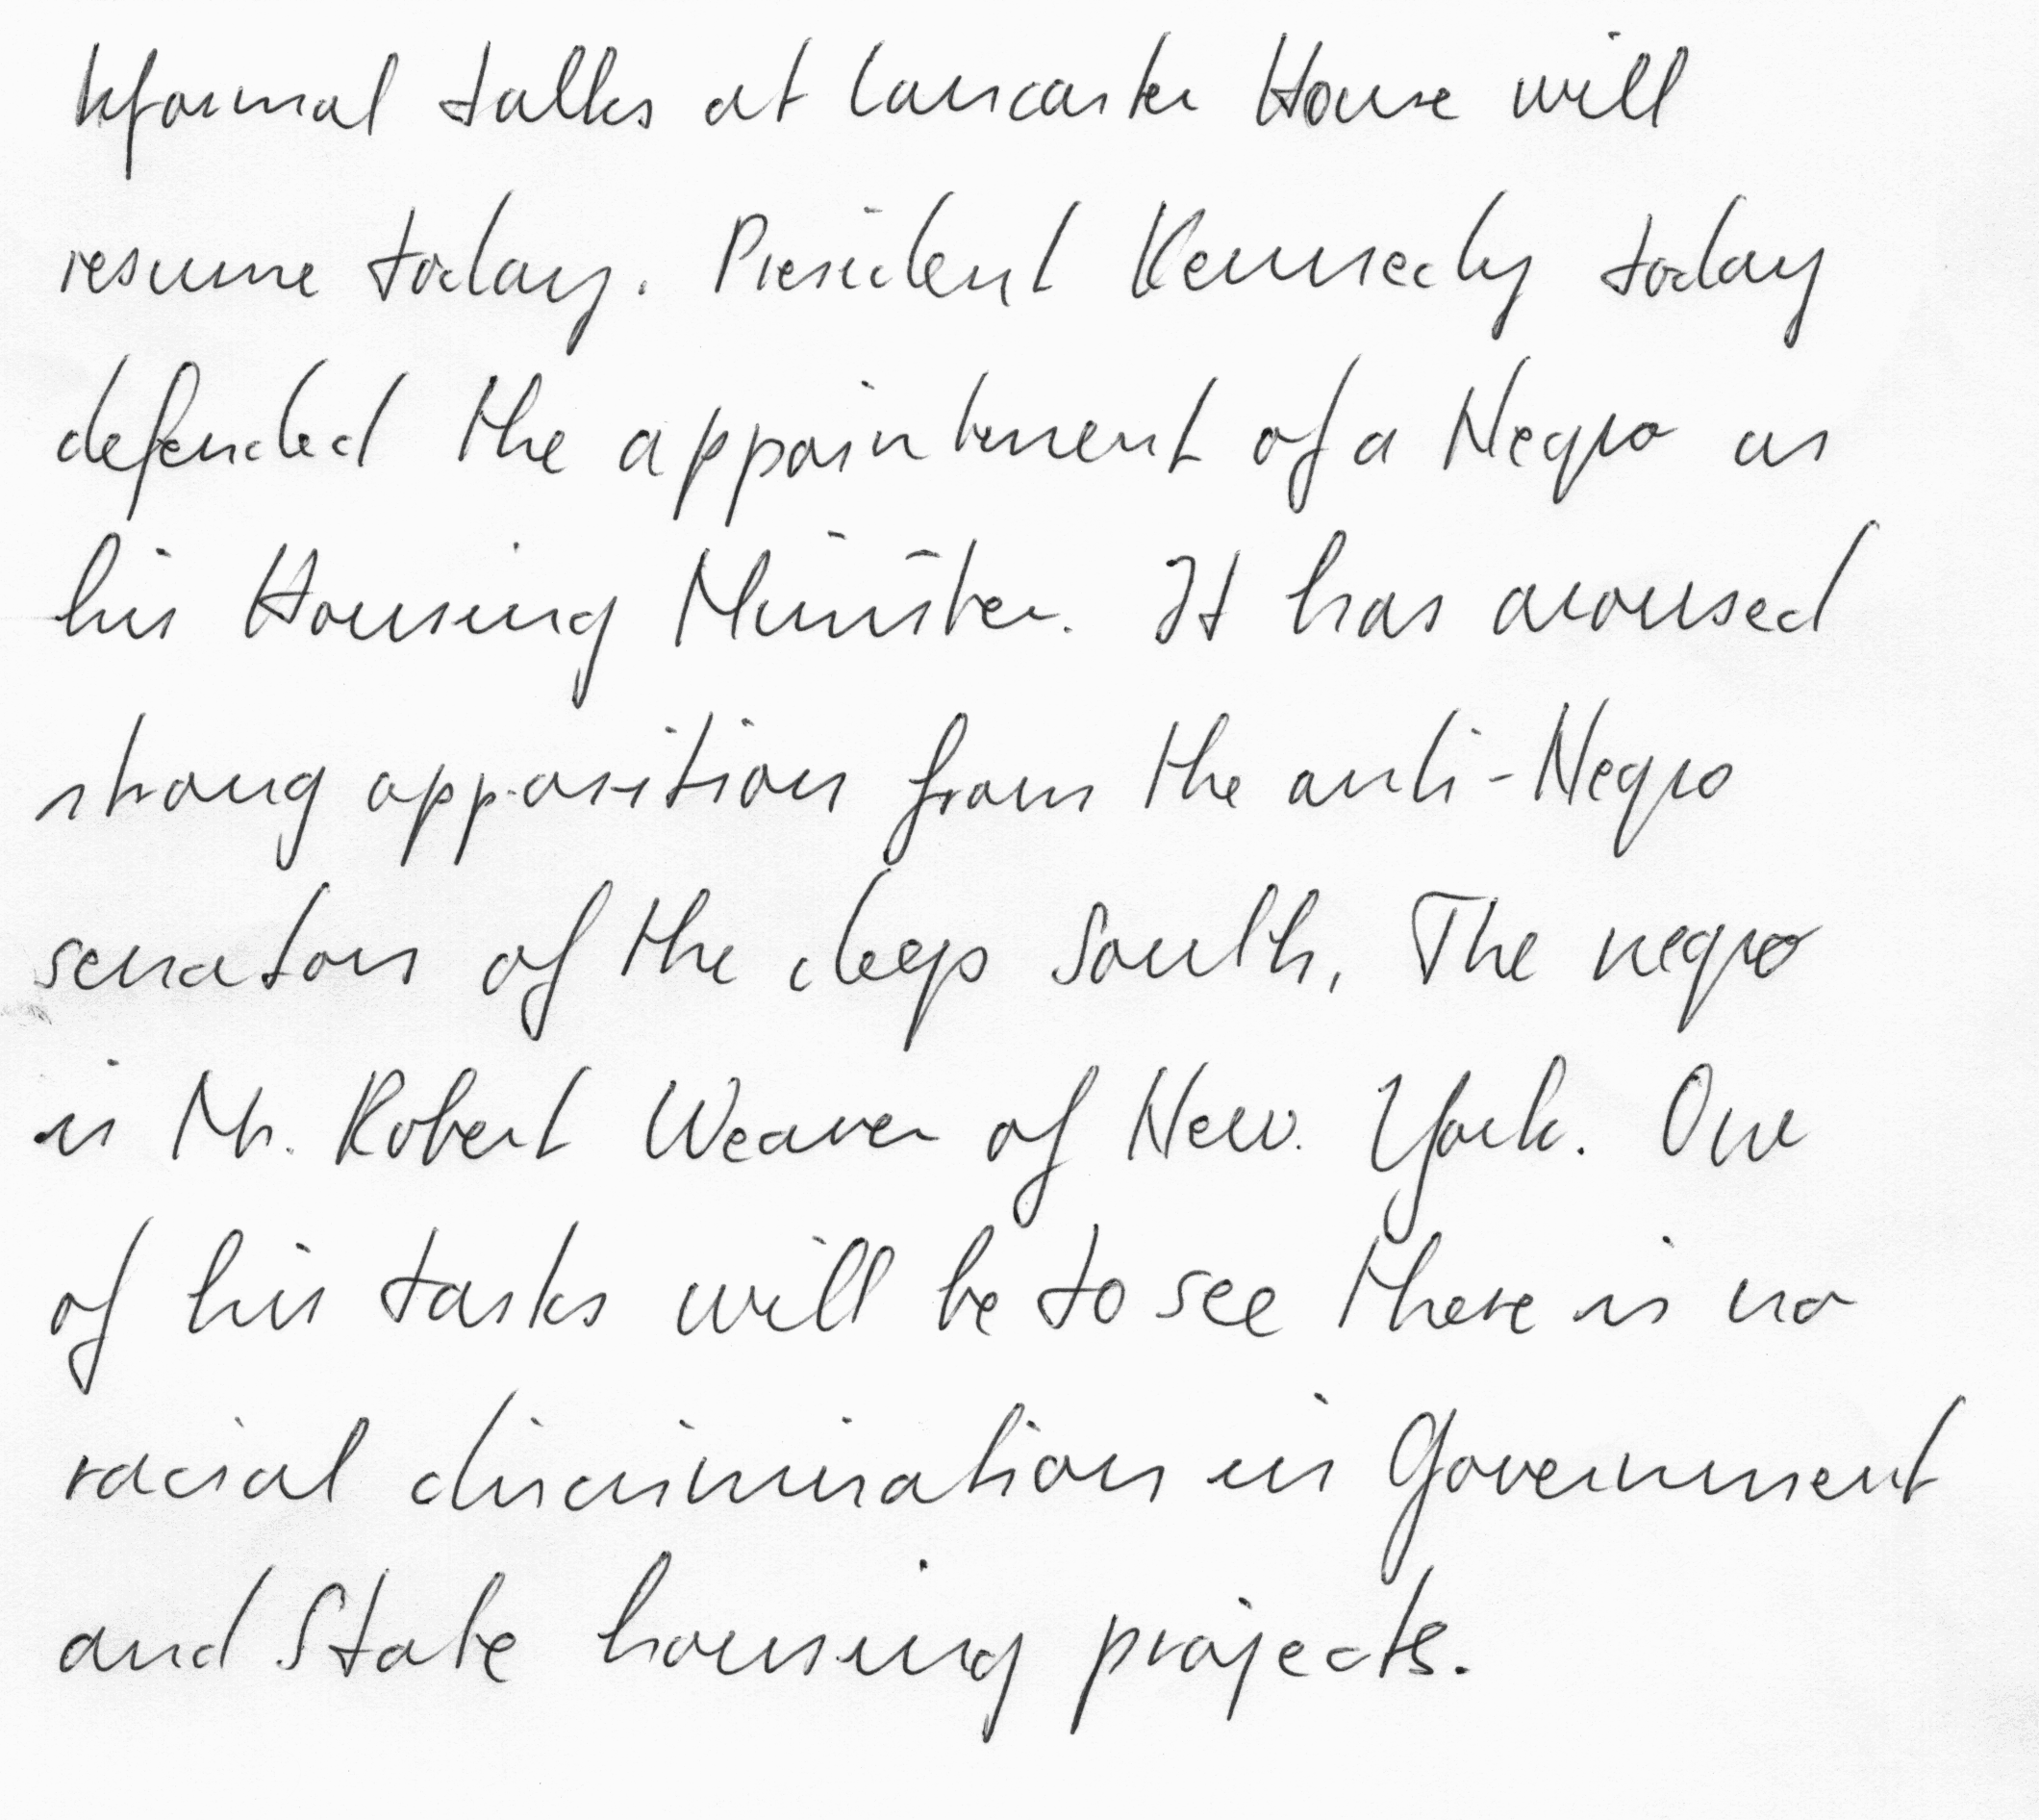 Informal talks at Lancaster House will
resume today. President Kennedy today
defended the appointment of a Negro as
his Housing Minister. It has aroused
strong opposition from the anti-Negro
senators of the deep South, The negro
is Mr. Robert Weaver of New York. One
of his tasks will be to see there is no
racial discrimination in Government
and State housing projects.